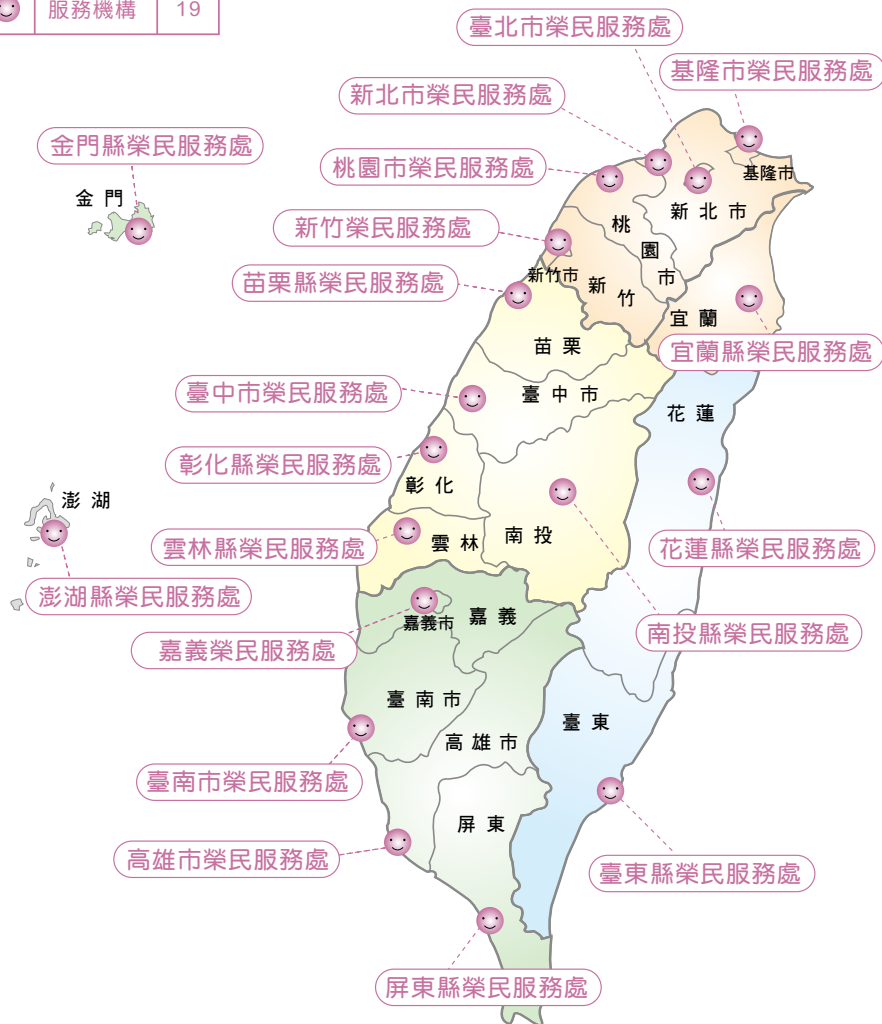 服務機構 19
臺北市榮民服務處
基隆市榮民服務處
新北市榮民服務處
金門縣榮民服務處
桃園市榮民服務處
基隆市
金門
新北市
桃園市
新竹榮民服務處
新竹市
新竹
苗栗縣榮民服務處
宜蘭
苗栗
宜蘭縣榮民服務處
臺中市榮民服務處
臺中市
花蓮
彰化縣榮民服務處
彰化
澎湖
南投
雲林
雲林縣榮民服務處
花蓮縣榮民服務處
澎湖縣榮民服務處
嘉義
嘉義市
南投縣榮民服務處
嘉義榮民服務處
臺南市
臺東
高雄市
臺南市榮民服務處
屏東
高雄市榮民服務處
臺東縣榮民服務處
屏東縣榮民服務處